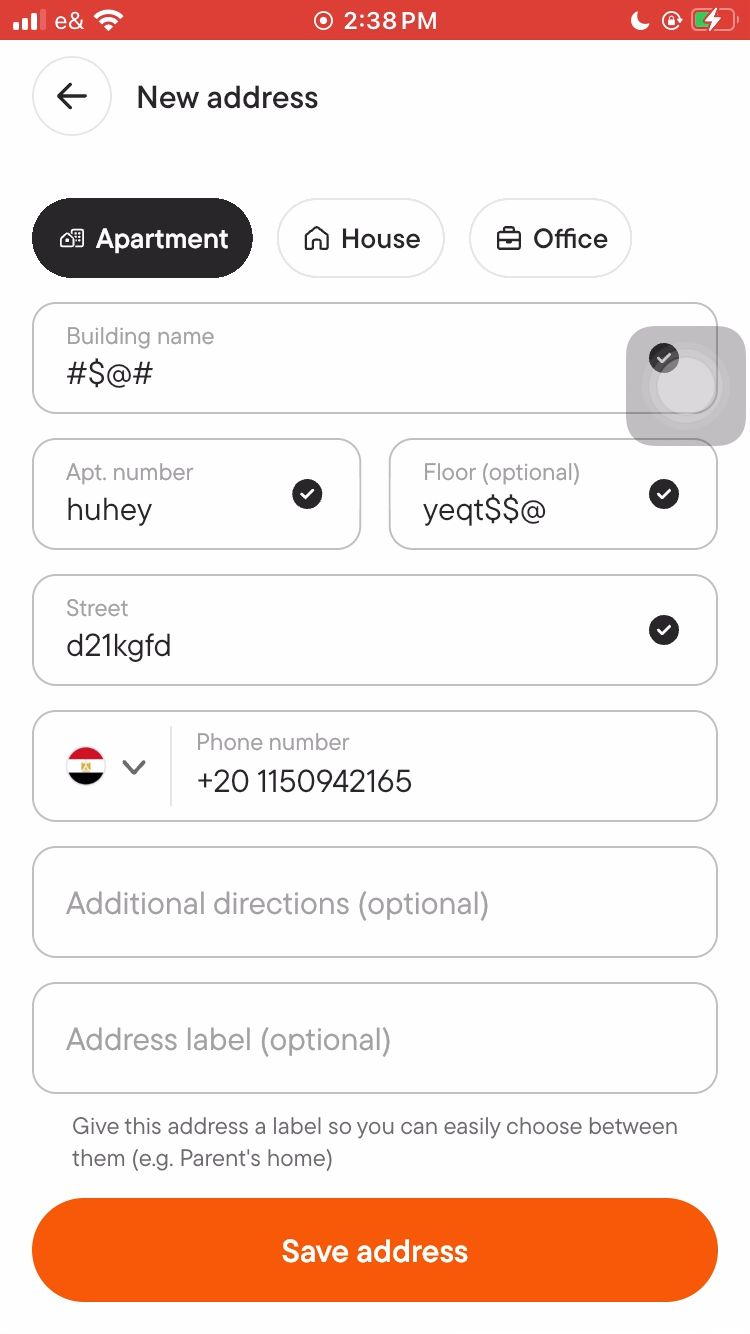 e& 2:38 PM
New address
Apartment House Office
Building name
#$@#
Apt. number Floor (optional)
huhey yeqt$$@
Street
d21kgfd
Phone number
+20 1150942165
Additional directions (optional)
Address label (optional)
Give this address a label so you can easily choose between
them (e.g. Parent's home)
Save address